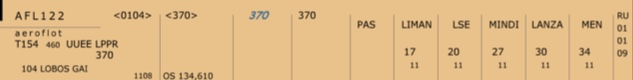 AFL122 <0104> <370> 370 370 PAS LIMAN LSE MINDI LANZA MEN RU
aeroflot 01
T154 460 UUEE LPPR 17 20 27 30 34 01
370 11 11 11 11 11 09
104 LOBOS GAI
1108 OS 134,610